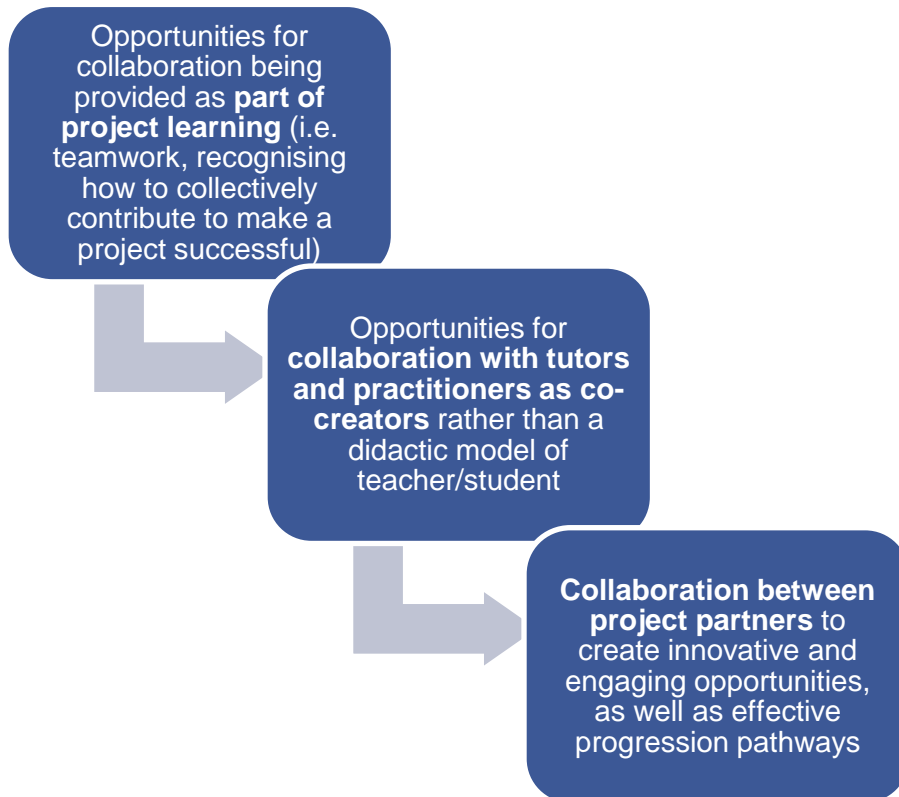 Opportunities for
collaboration being
provided as part of
project learning (i.e.
teamwork, recognising
how to collectively
contribute to make a
project successful)
Opportunities for
collaboration with tutors
and practitioners as co-
creators rather than a
didactic model of
teacher/student
Collaboration between
project partners to
create innovative and
engaging opportunities,
as well as effective
progression pathways